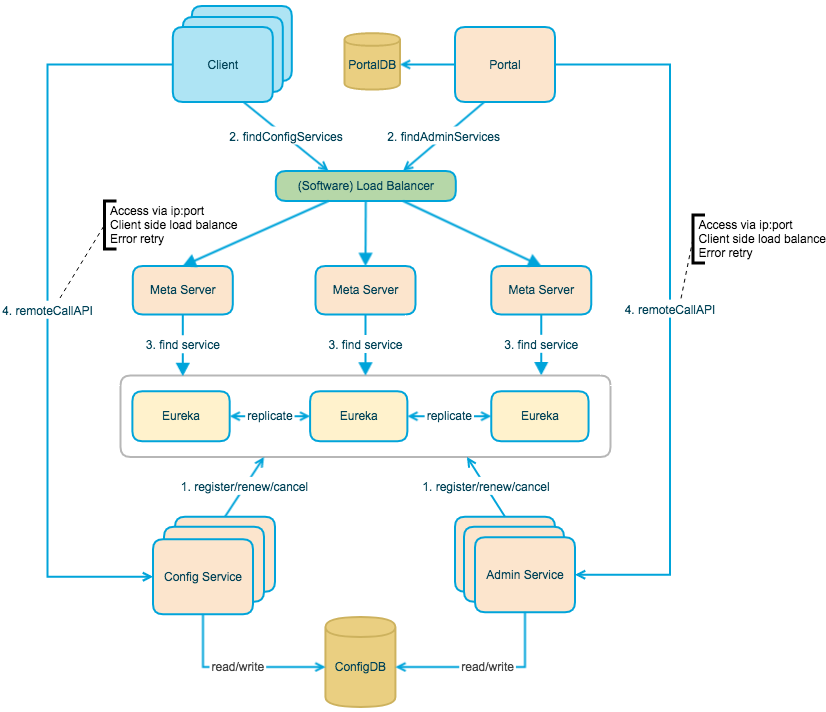 Client
PortalDB
Portal
2. findConfigServices
2. findAdminServices
(Software) Load Balancer
Access via ip:port
Client side load balance
Error retry
Access via ip:port
Client side load balance
Error retry
Meta Server
Meta Server
Meta Server
4. remoteCallAPI
4. remoteCallAPI
3. find service
3. find service
3. find service
Eureka
replicate
Eureka
replicate
Eureka
1. register/renew/cancel
1. register/renew/cancel
Config Service
Admin Service
read/write
ConfigDB
read/write